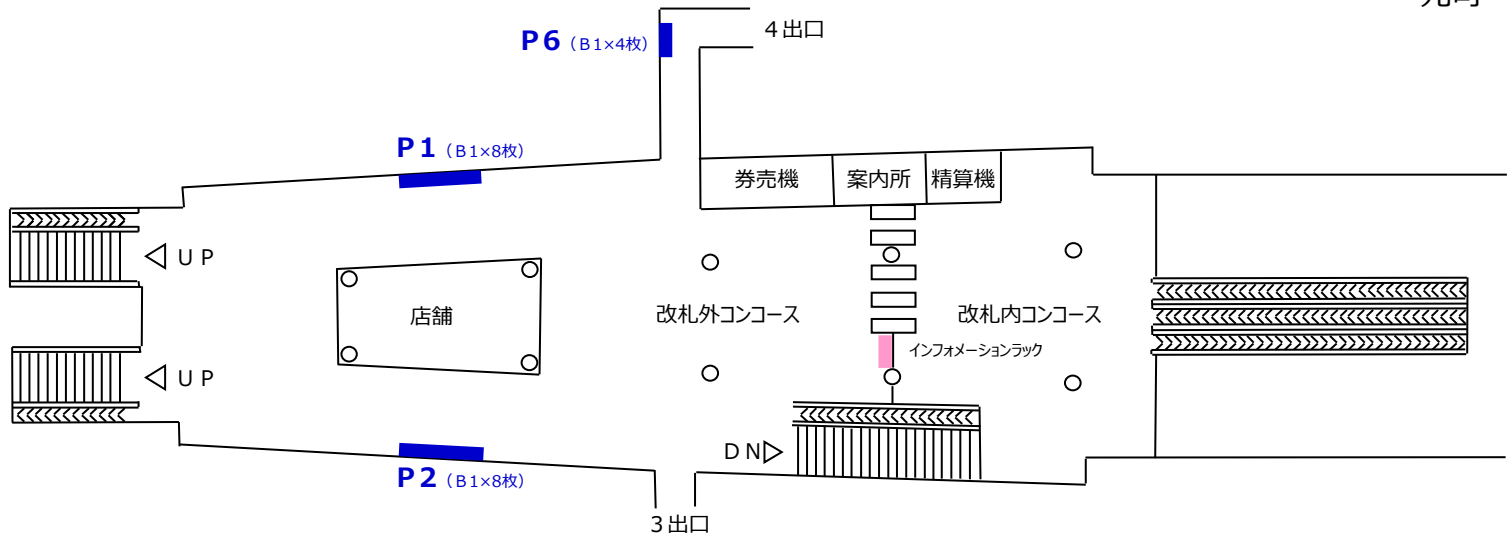 ４出口
P６（B1×4枚）
P１（B1×8枚）
券売機
案内所
精算機
ＵＰ
店舗
改札外コンコース
改札内コンコース
インフォメーションラック
ＵＰ
ＤＮ
P２（B1×8枚）
３出口